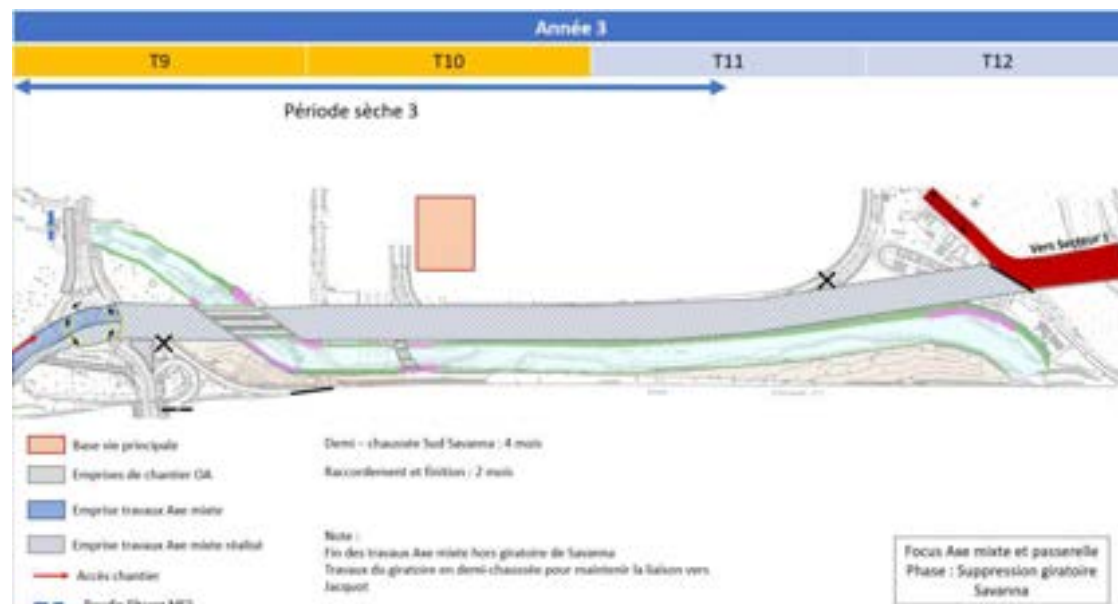 Année 3
T9 T10 T11 T12
Période sèche 3
Vers Secteur 1
Base vie principale
Emprises de chantier OA
Emprise travaux Axe mixte
Emprise travaux Axe mixte réalisé
Accès chantier
Demi – chaussée Sud Savanna : 4 mois
Raccordement et finition : 2 mois
Note :
Fin des travaux Axe mixte hors giratoire de Savanna
Travaux du giratoire en demi-chaussée pour maintenir la liaison vers
Jacquot
Focus Axe mixte et passerelle
Phase : Suppression giratoire
Savanna